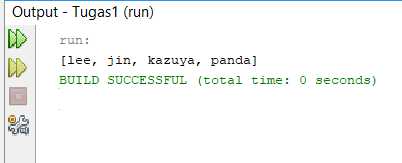 Output - Tugas1 (run)
run:
[lee, jin, kazuya, panda]
BUILD SUCCESSFUL (total time: 0 seconds)